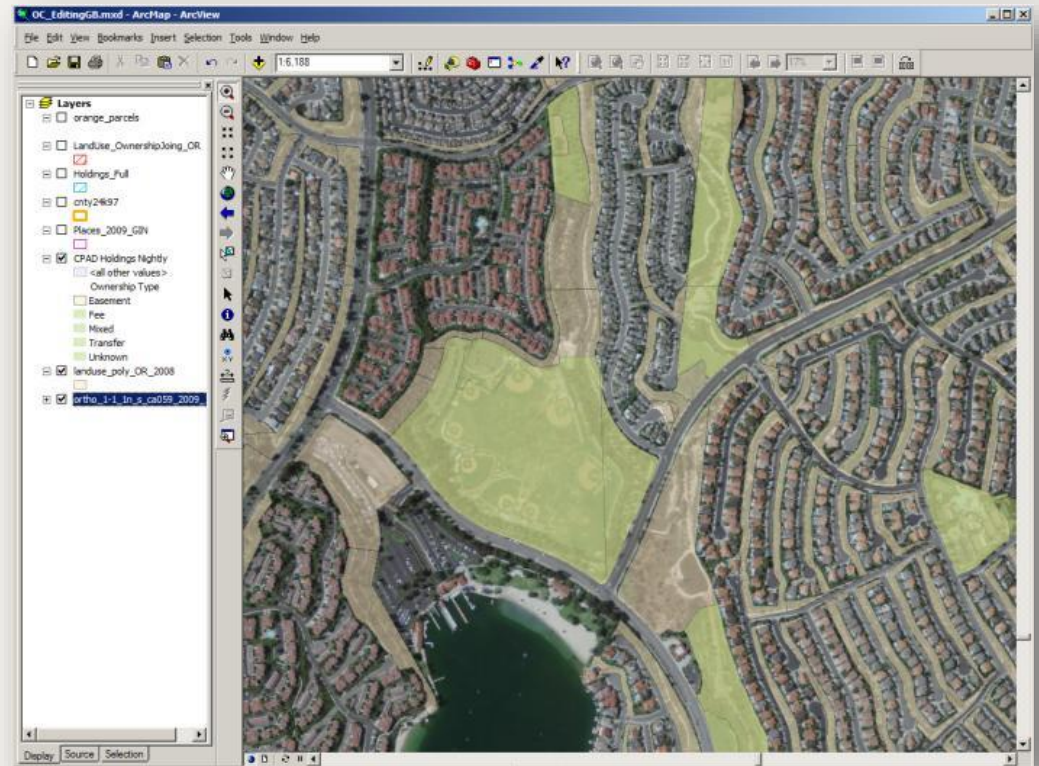 OC_EditingGB.mxd - ArcMap - ArcView
File Edit View Bookmarks Insert Selection Tools Window Help
1:6,188
17%
Layers
orange_parcels
LandUse_OwnershipJoing_OR
Holdings_Full
cnty24k97
Places_2009_GIN
CPAD Holdings Nightly
<all other values>
Ownership Type
Easement
Fee
Mixed
Transfer
Unknown
landuse_poly_OR_2008
ortho_1-1_1n_s_ca059_2009_
Display Source Selection